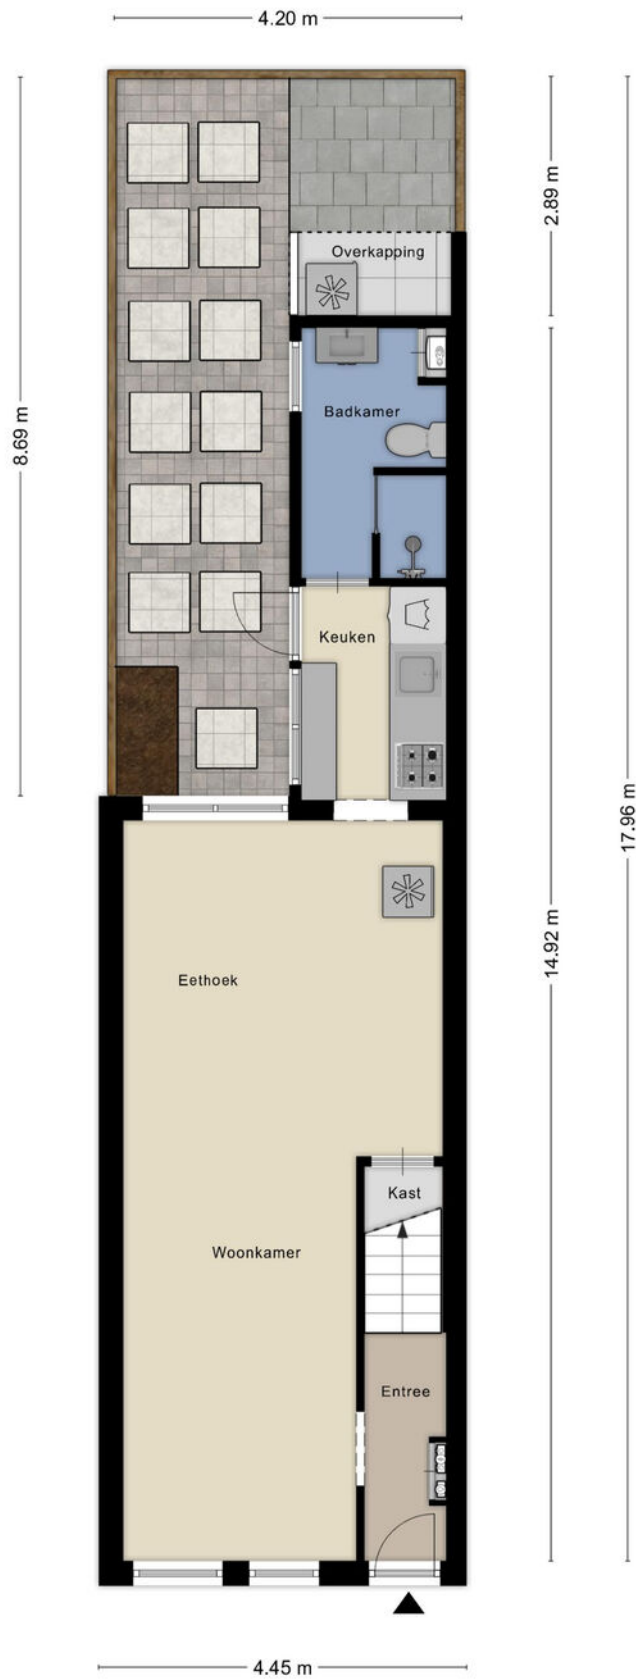 4.20 m
2.89 m
Overkapping
Badkamer
8.69 m
Keuken
17.96 m
14.92 m
Eethoek
Kast
Woonkamer
Entree
4.45 m